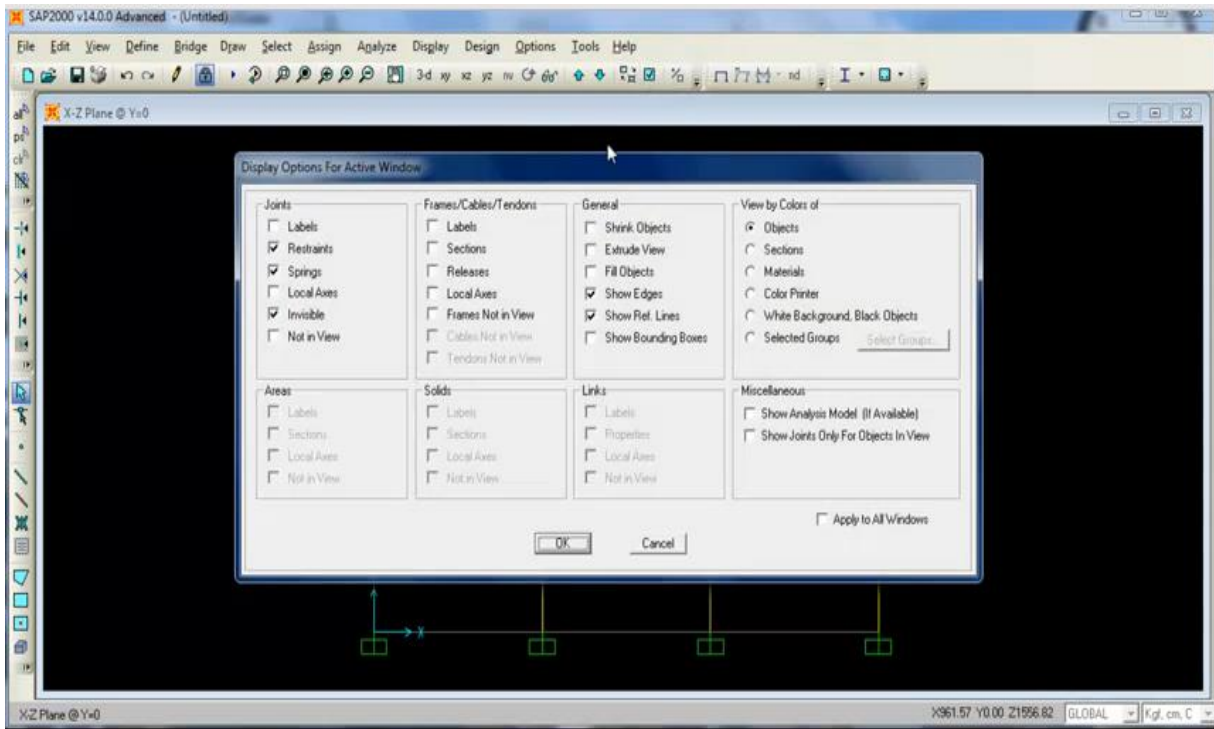 SAP2000 v14.0.0 Advanced - (Untitled)
File Edit View Define Bridge Draw Select Assign Analyze Display Design Options Tools Help
3-d xy xz yz nv nd
X-Z Plane @ Y=0
Display Options For Active Window
Joints
Labels
Restraints
Springs
Local Axes
Invisible
Not in View
Frames/Cables/Tendons
Labels
Sections
Releases
Local Axes
Frames Not in View
Cables Not in View
Tendons Not in View
General
Shrink Objects
Extrude View
Fill Objects
Show Edges
Show Ref. Lines
Show Bounding Boxes
View by Colors of
Objects
Sections
Materials
Color Printer
White Background, Black Objects
Selected Groups Select Groups...
Areas
Labels
Sections
Local Axes
Not in View
Solids
Labels
Sections
Local Axes
Not in View
Links
Labels
Properties
Local Axes
Not in View
Miscellaneous
Show Analysis Model (If Available)
Show Joints Only For Objects In View
Apply to All Windows
OK Cancel
X
X-Z Plane @ Y=0 X961.57 Y0.00 Z1556.82 GLOBAL Kgf, cm, C